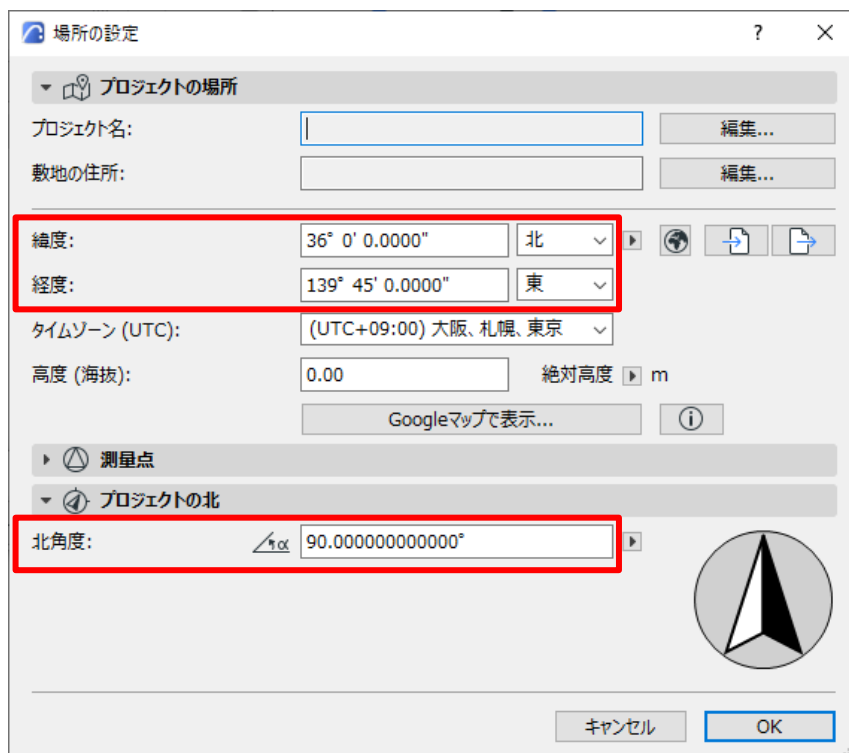 場所の設定 ?
プロジェクトの場所
プロジェクト名: 編集...
敷地の住所: 編集...
緯度: 36° 0' 0.0000" 北
経度: 139° 45' 0.0000" 東
タイムゾーン (UTC): (UTC+09:00) 大阪、札幌、東京
高度 (海抜): 0.00 絶対高度 m
Googleマップで表示...
測量点
プロジェクトの北
北角度: α 90.000000000000°
キャンセル OK